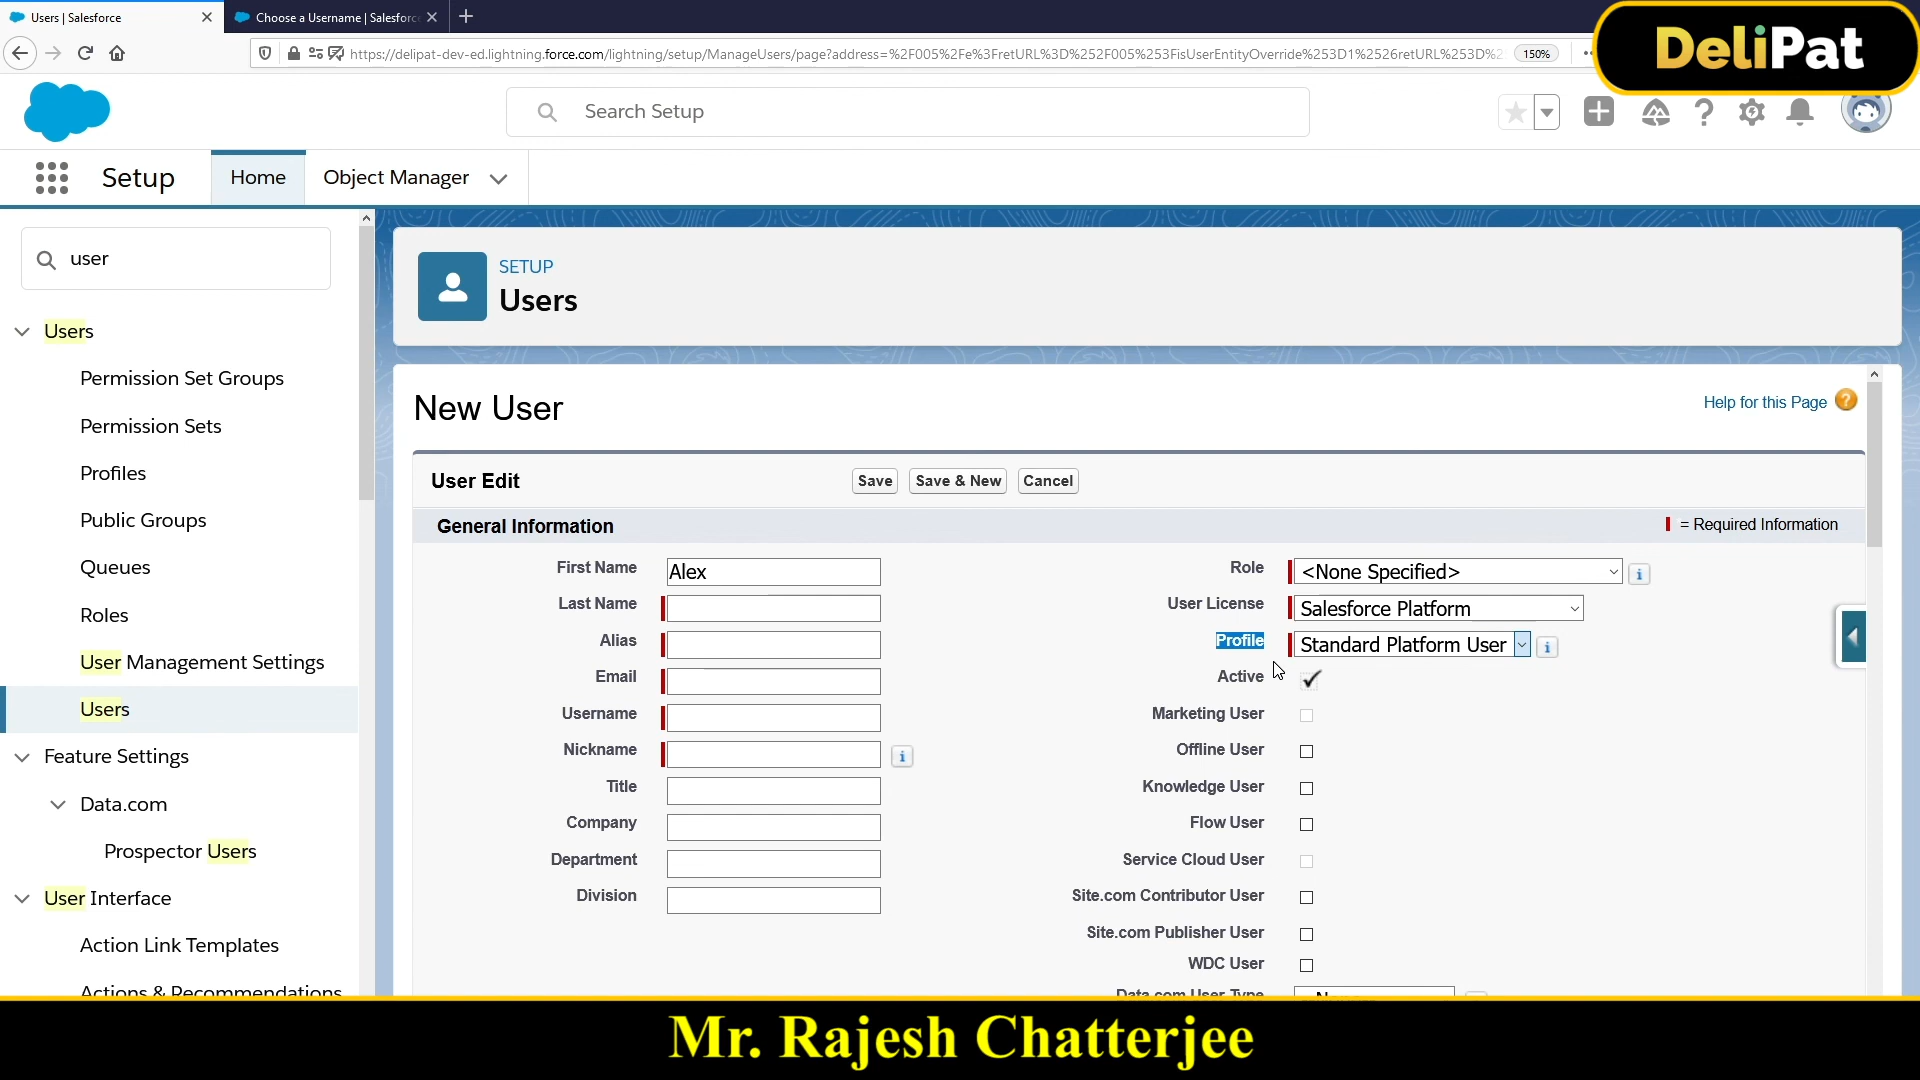 Users | Salesforce
Choose a Username | Salesforce
https://delipat-dev-ed.lightning.force.com/lightning/setup/ManageUsers/page?address=%2F005%2Fe%3FretURL%3D%252F005%253FisUserEntityOverride%253D1%2526retURL%253D%2
150%
DeliPat
Search Setup
Setup
Home
Object Manager
user
Users
Permission Set Groups
Permission Sets
Profiles
Public Groups
Queues
Roles
User Management Settings
Users
Feature Settings
Data.com
Prospector Users
User Interface
Action Link Templates
Actions & Recommendations
SETUP
Users
New User
Help for this Page
User Edit
Save
Save & New
Cancel
General Information
= Required Information
First Name
Alex
Last Name
Alias
Email
Username
Nickname
Title
Company
Department
Division
Role
<None Specified>
User License
Salesforce Platform
Profile
Standard Platform User
Active
Marketing User
Offline User
Knowledge User
Flow User
Service Cloud User
Site.com Contributor User
Site.com Publisher User
WDC User
Data.com User Type
Mr. Rajesh Chatterjee